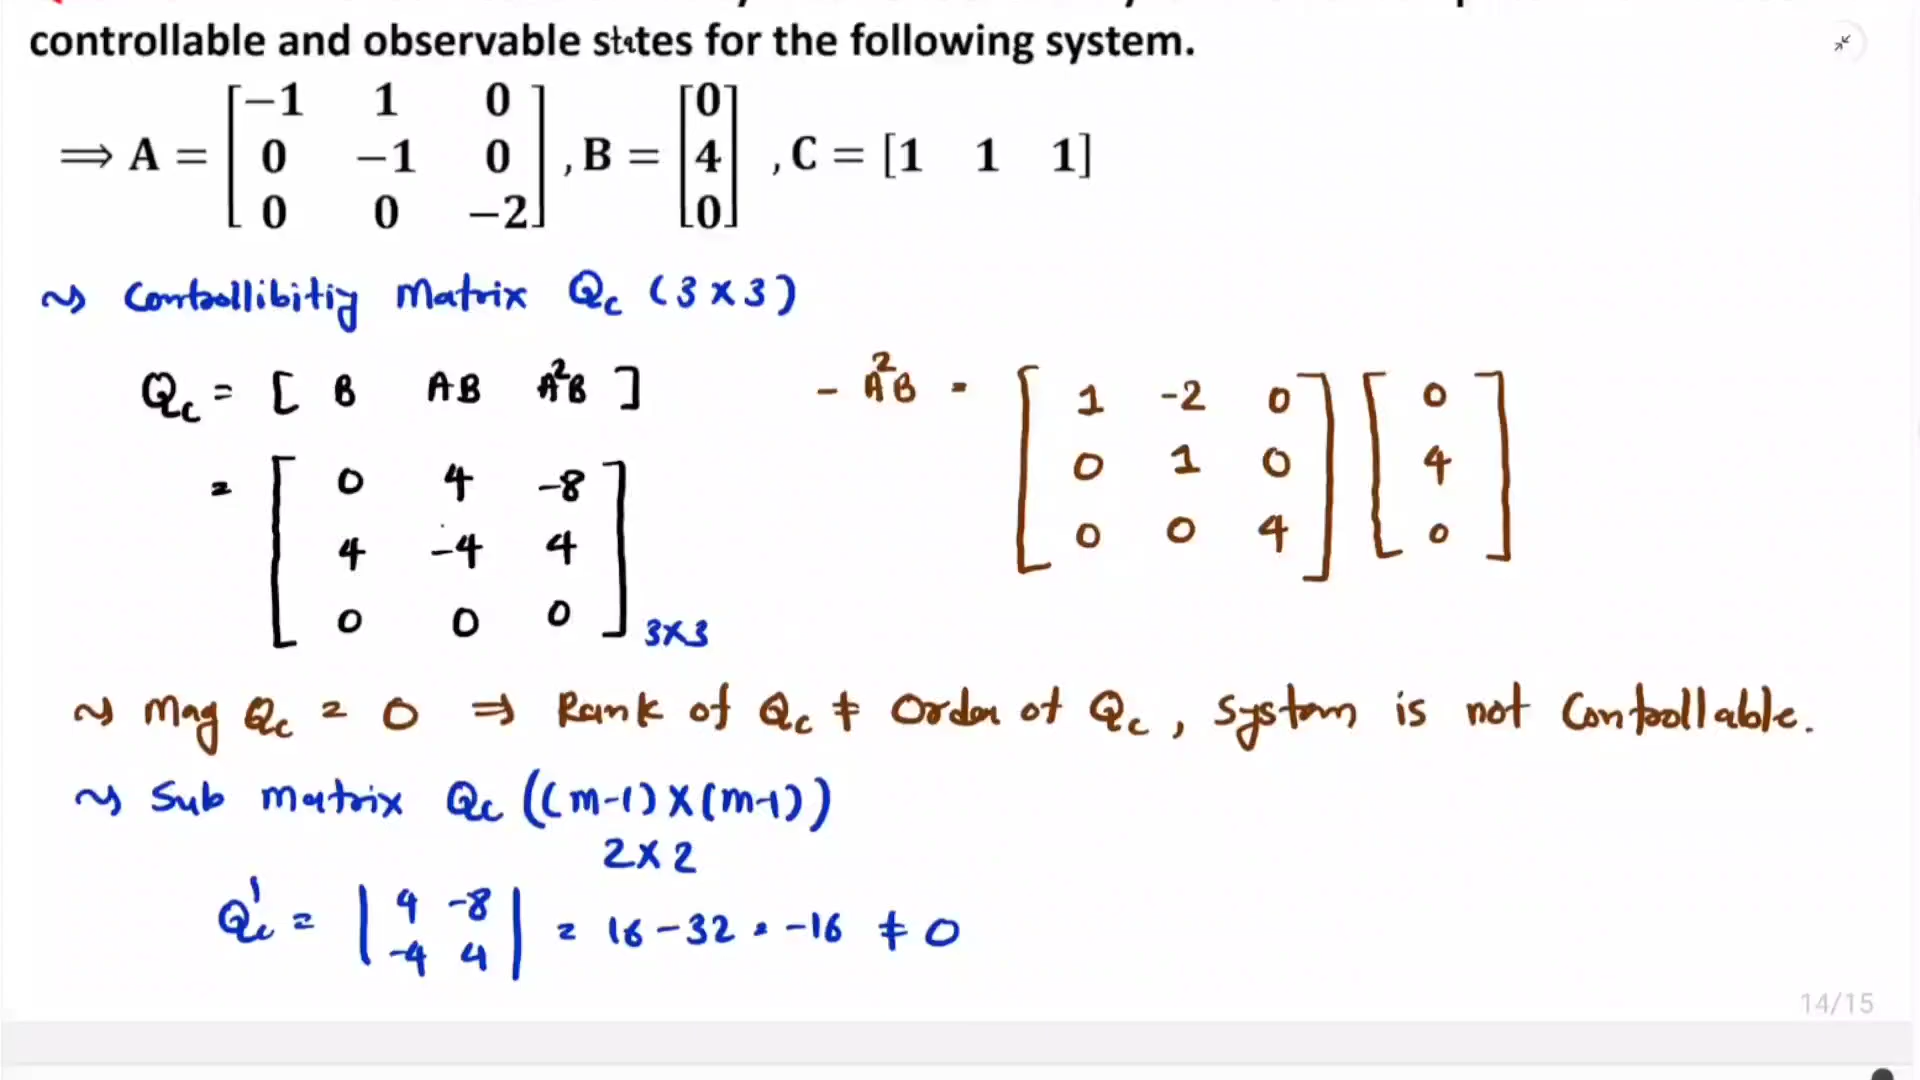 controllable and observable states for the following system.
⟹ A = [−1 1 0; 0 −1 0; 0 0 −2], B = [0; 4; 0], C = [1 1 1]
~> Controllibitiy Matrix Qc (3×3)
Qc = [ B AB A²B ]
= [0 4 -8; 4 -4 4; 0 0 0] 3×3
- A²B = [1 -2 0; 0 1 0; 0 0 4] [0; 4; 0]
~> Mag Qc = 0 ⇒ Rank of Qc ≠ Order of Qc, System is not Controllable.
~> Sub matrix Qc ((m-1)×(m-1))
2×2
Qc' = |4 -8; -4 4| = 16-32 = -16 ≠ 0
14/15